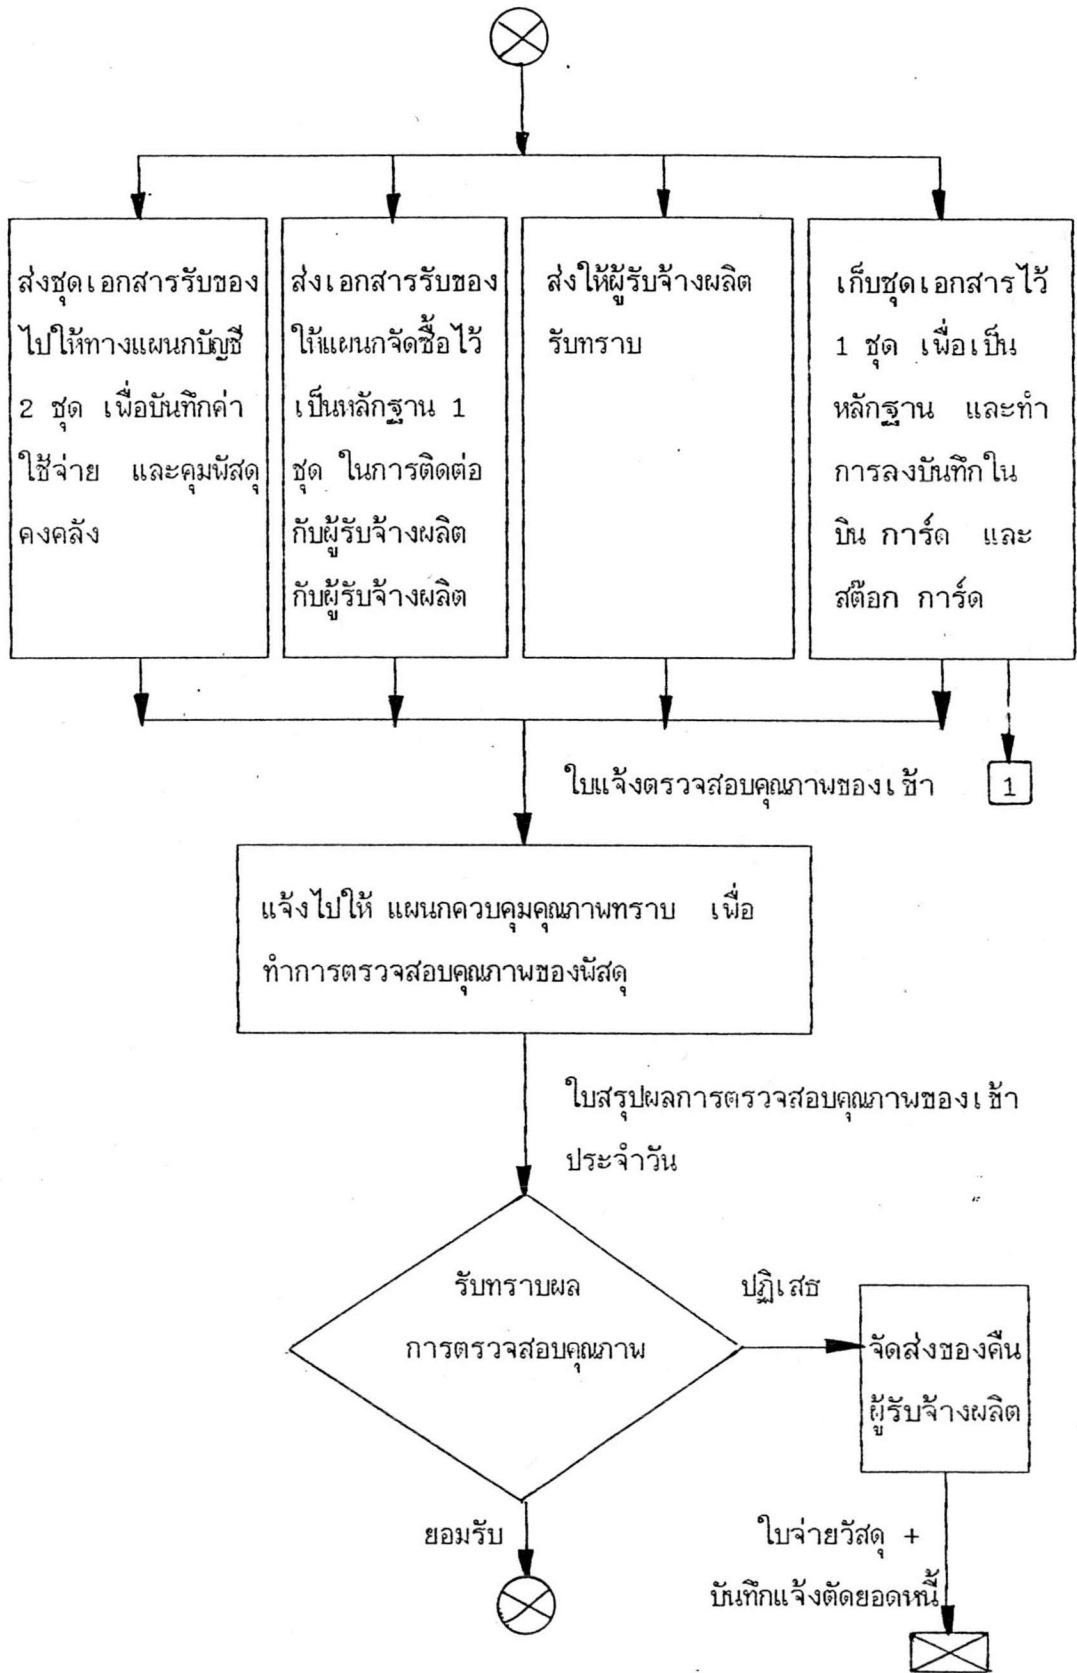 ส่งชุดเอกสารรับของ
ไปให้ทางแผนกบัญชี
2 ชุด เพื่อบันทึกค่า
ใช้จ่าย และคุมพัสดุ
คงคลัง
ส่งเอกสารรับของ
ให้แผนกจัดซื้อไว้
เป็นหลักฐาน 1
ชุด ในการติดต่อ
กับผู้รับจ้างผลิต
กับผู้รับจ้างผลิต
ส่งให้ผู้รับจ้างผลิต
รับทราบ
เก็บชุดเอกสารไว้
1 ชุด เพื่อเป็น
หลักฐาน และทำ
การลงบันทึกใน
บิน การ์ด และ
สต๊อก การ์ด
ใบแจ้งตรวจสอบคุณภาพของเข้า
1
แจ้งไปให้ แผนกควบคุมคุณภาพทราบ เพื่อ
ทำการตรวจสอบคุณภาพของพัสดุ
ใบสรุปผลการตรวจสอบคุณภาพของเข้า
ประจำวัน
รับทราบผล
การตรวจสอบคุณภาพ
ปฏิเสธ
จัดส่งของคืน
ผู้รับจ้างผลิต
ยอมรับ
ใบจ่ายวัสดุ +
บันทึกแจ้งตัดยอดหนี้